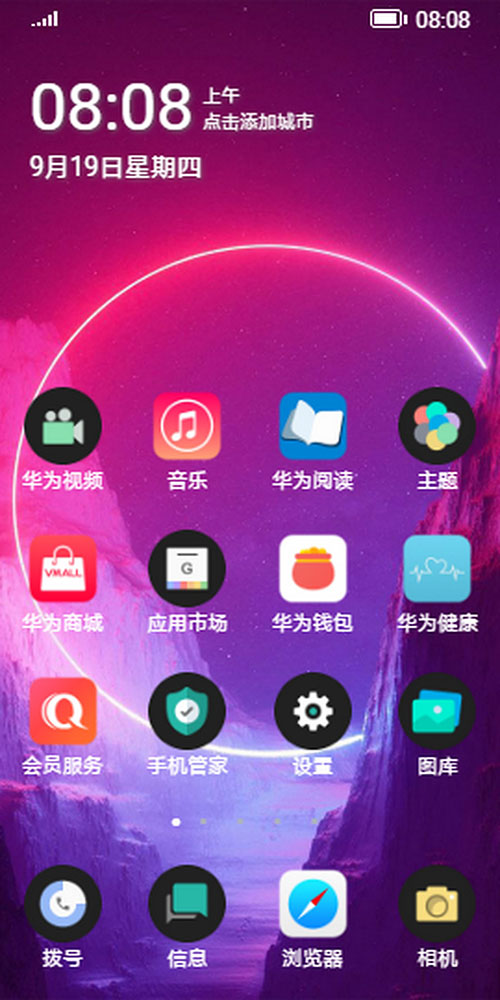 08:08
08:08 上午
点击添加城市
9月19日星期四
华为视频 音乐 华为阅读 主题
VMALL
G
华为商城 应用市场 华为钱包 华为健康
会员服务 手机管家 设置 图库
拨号 信息 浏览器 相机